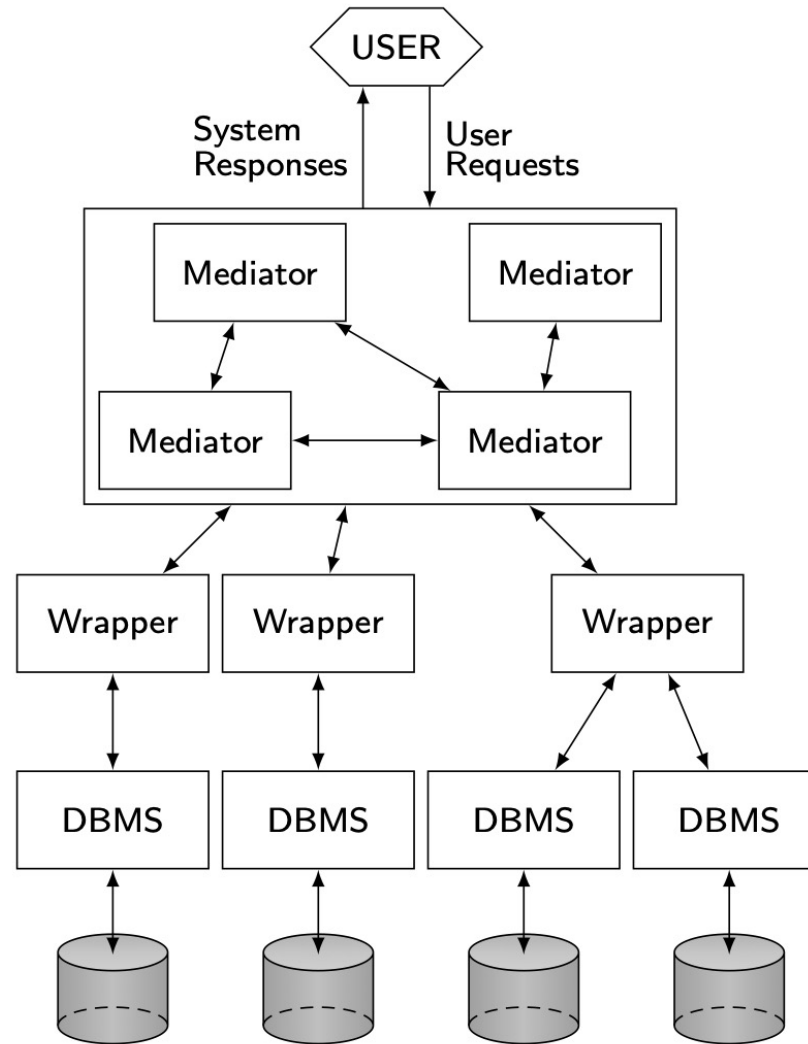 USER
System
Responses
User
Requests
Mediator
Mediator
Mediator
Mediator
Wrapper
Wrapper
Wrapper
DBMS
DBMS
DBMS
DBMS